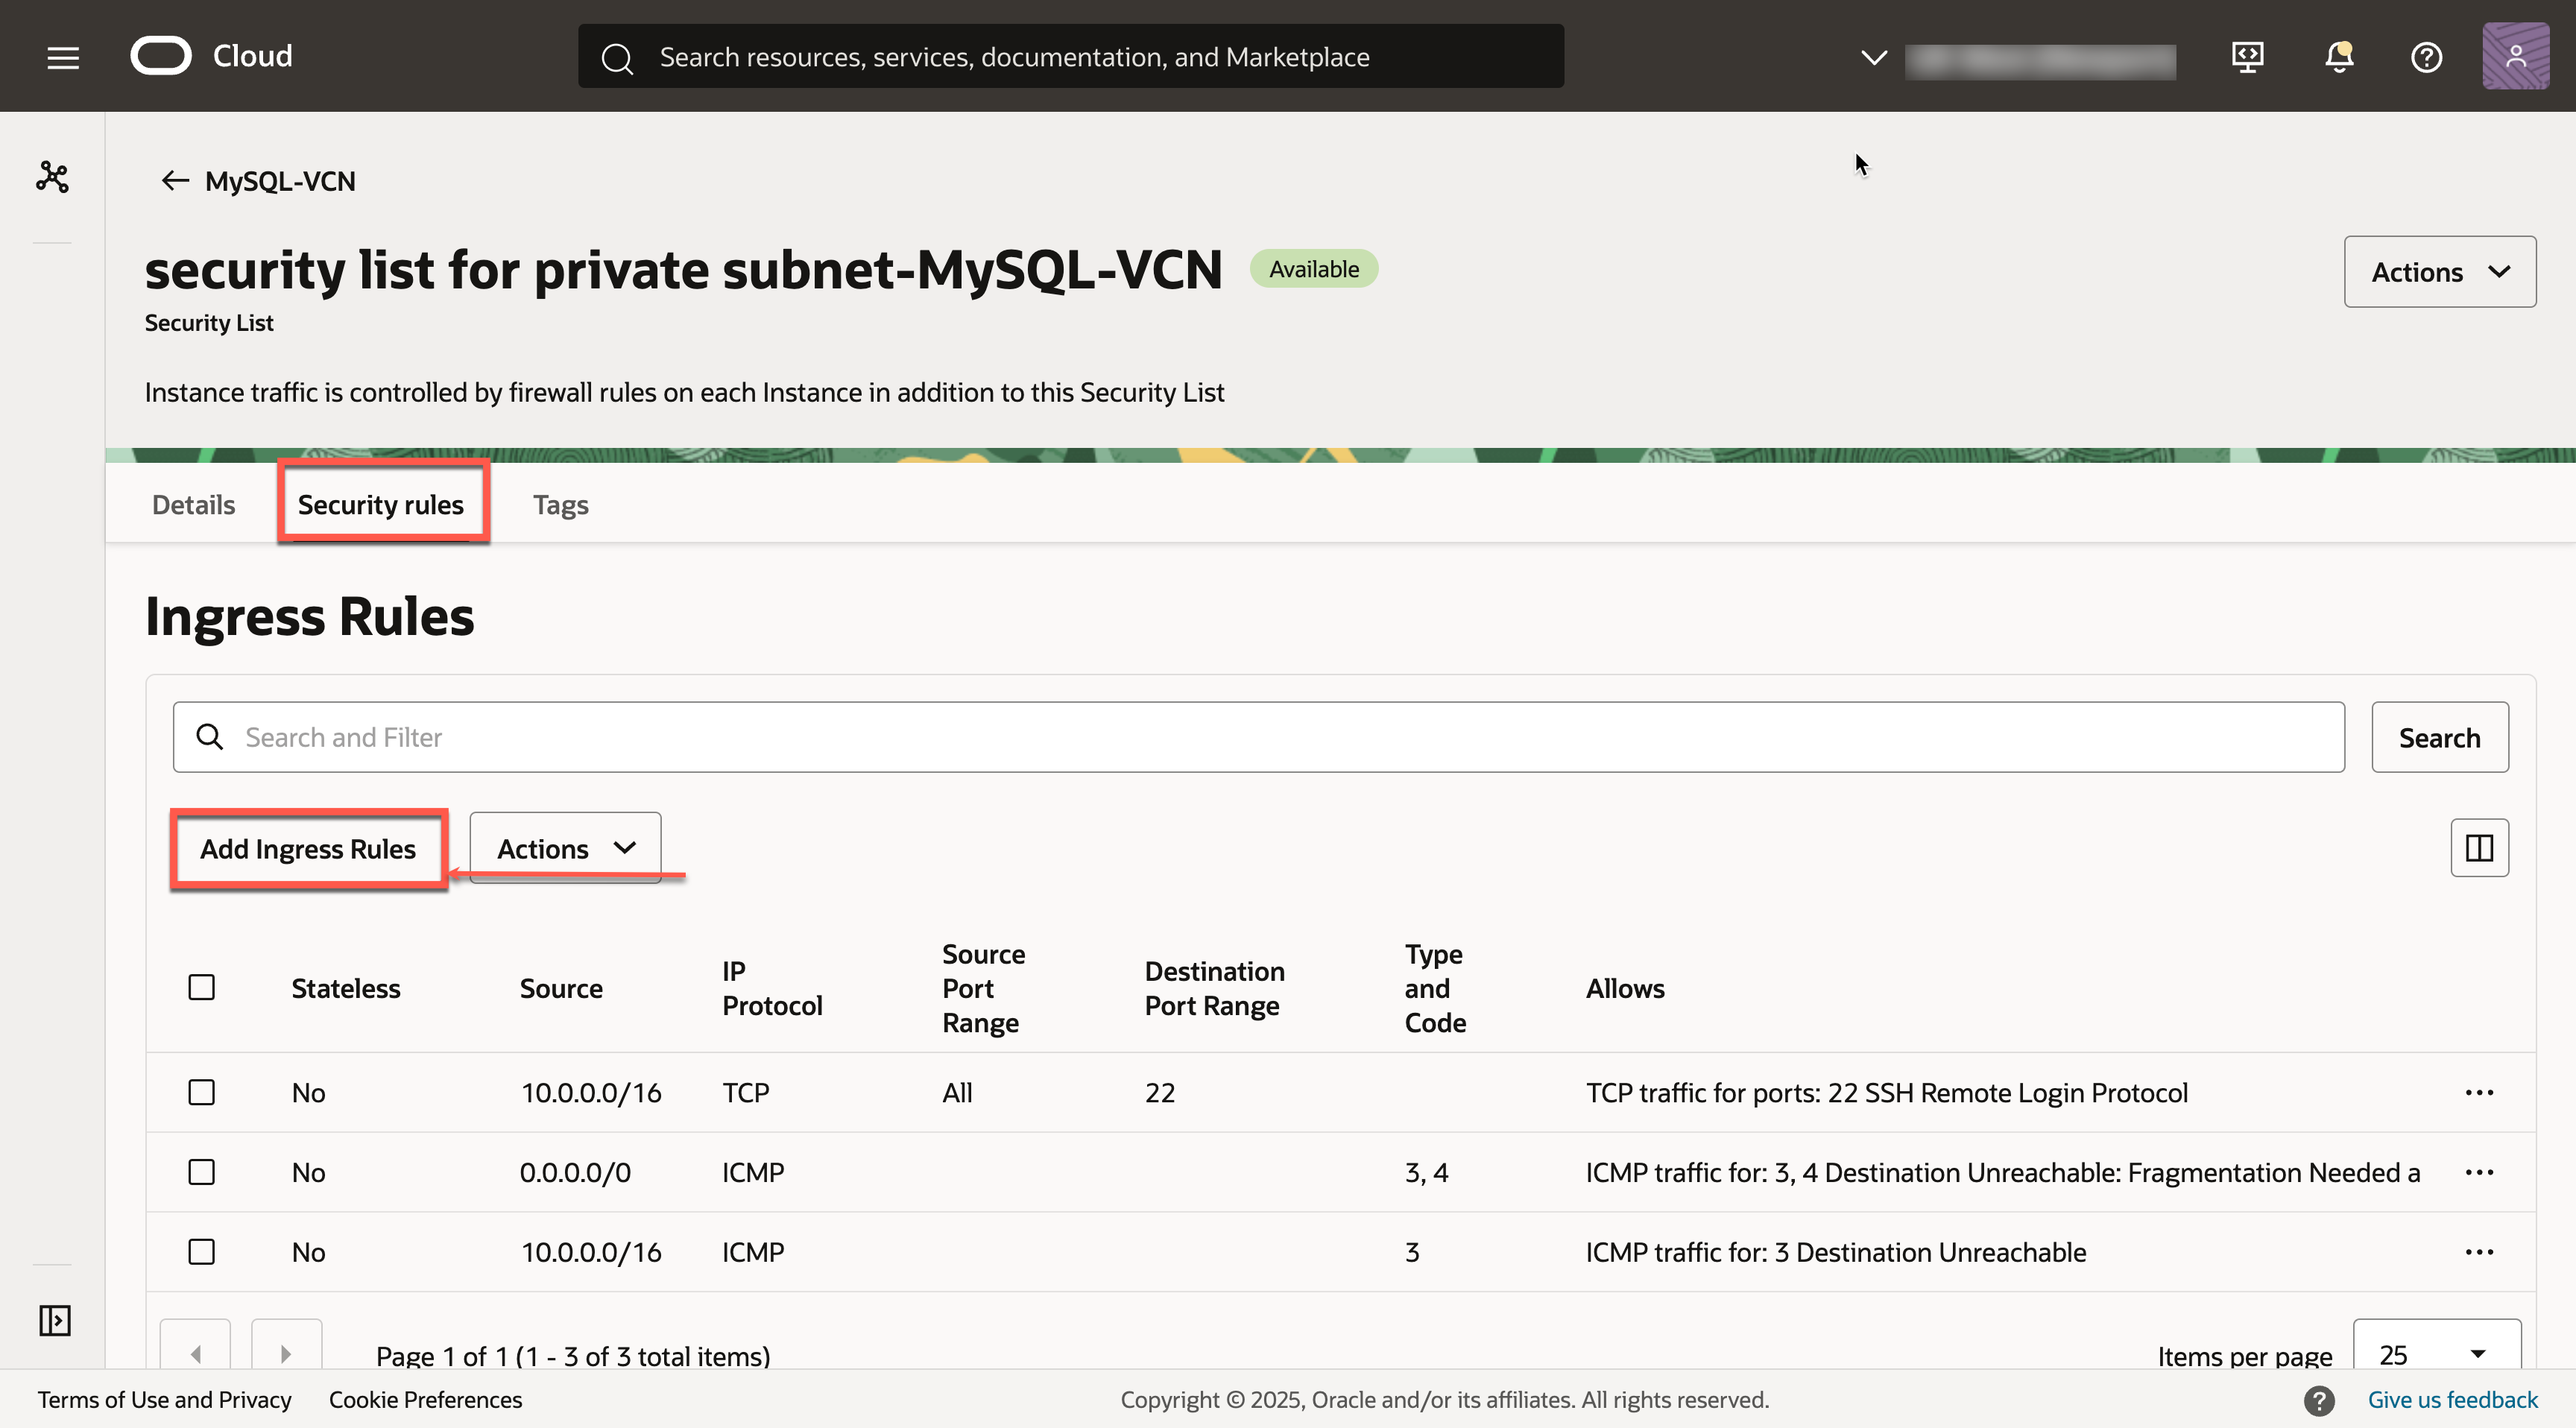 Cloud
Search resources, services, documentation, and Marketplace
MySQL-VCN
security list for private subnet-MySQL-VCN
Available
Actions
Security List
Instance traffic is controlled by firewall rules on each Instance in addition to this Security List
Details
Security rules
Tags
Ingress Rules
Search and Filter
Search
Add Ingress Rules
Actions
Stateless
Source
IP
Protocol
Source
Port
Range
Destination
Port Range
Type
and
Code
Allows
No 10.0.0.0/16 TCP All 22 TCP traffic for ports: 22 SSH Remote Login Protocol
No 0.0.0.0/0 ICMP 3, 4 ICMP traffic for: 3, 4 Destination Unreachable: Fragmentation Needed a
No 10.0.0.0/16 ICMP 3 ICMP traffic for: 3 Destination Unreachable
Page 1 of 1 (1 - 3 of 3 total items)
Items per page
25
Terms of Use and Privacy
Cookie Preferences
Copyright © 2025, Oracle and/or its affiliates. All rights reserved.
Give us feedback